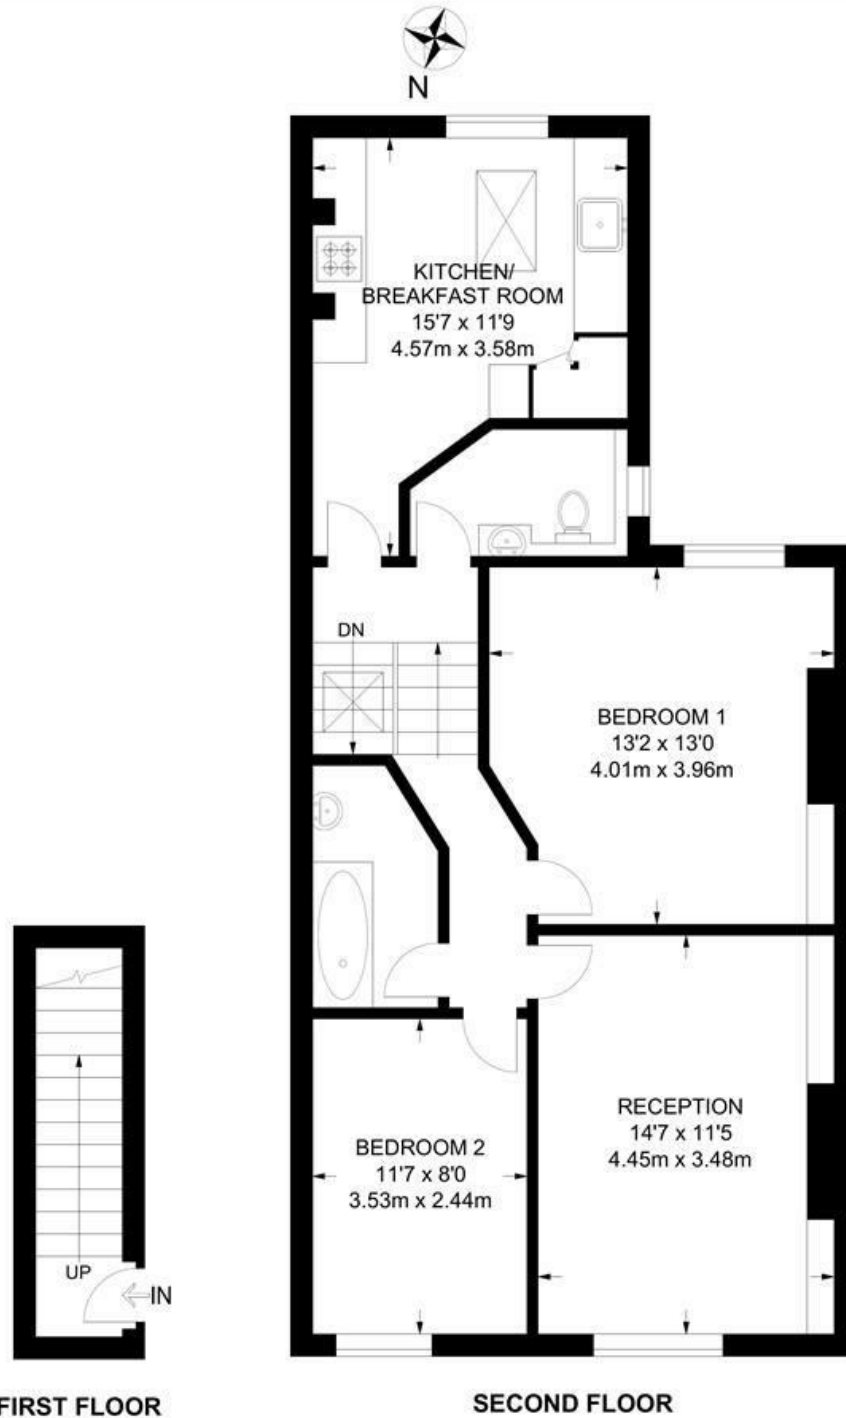 N
KITCHEN/
BREAKFAST ROOM
15'7 x 11'9
4.57m x 3.58m
DN
BEDROOM 1
13'2 x 13'0
4.01m x 3.96m
RECEPTION
14'7 x 11'5
4.45m x 3.48m
BEDROOM 2
11'7 x 8'0
3.53m x 2.44m
UP
IN
FIRST FLOOR
SECOND FLOOR